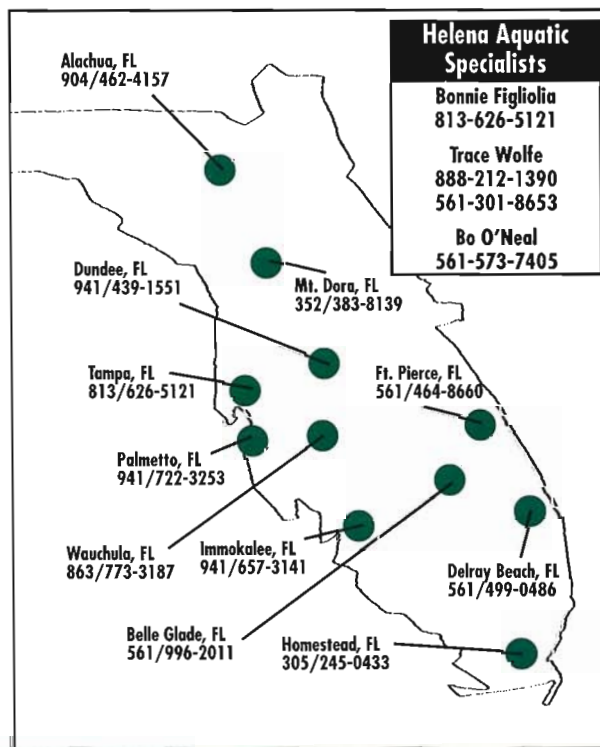 Helena Aquatic
Specialists
Bonnie Figliolia
813-626-5121
Trace Wolfe
888-212-1390
561-301-8653
Bo O'Neal
561-573-7405
Alachua, FL
904/462-4157
Mt. Dora, FL
352/383-8139
Dundee, FL
941/439-1551
Tampa, FL
813/626-5121
Ft. Pierce, FL
561/464-8660
Palmetto, FL
941/722-3253
Wauchula, FL
863/773-3187
Immokalee, FL
941/657-3141
Delray Beach, FL
561/499-0486
Belle Glade, FL
561/996-2011
Homestead, FL
305/245-0433